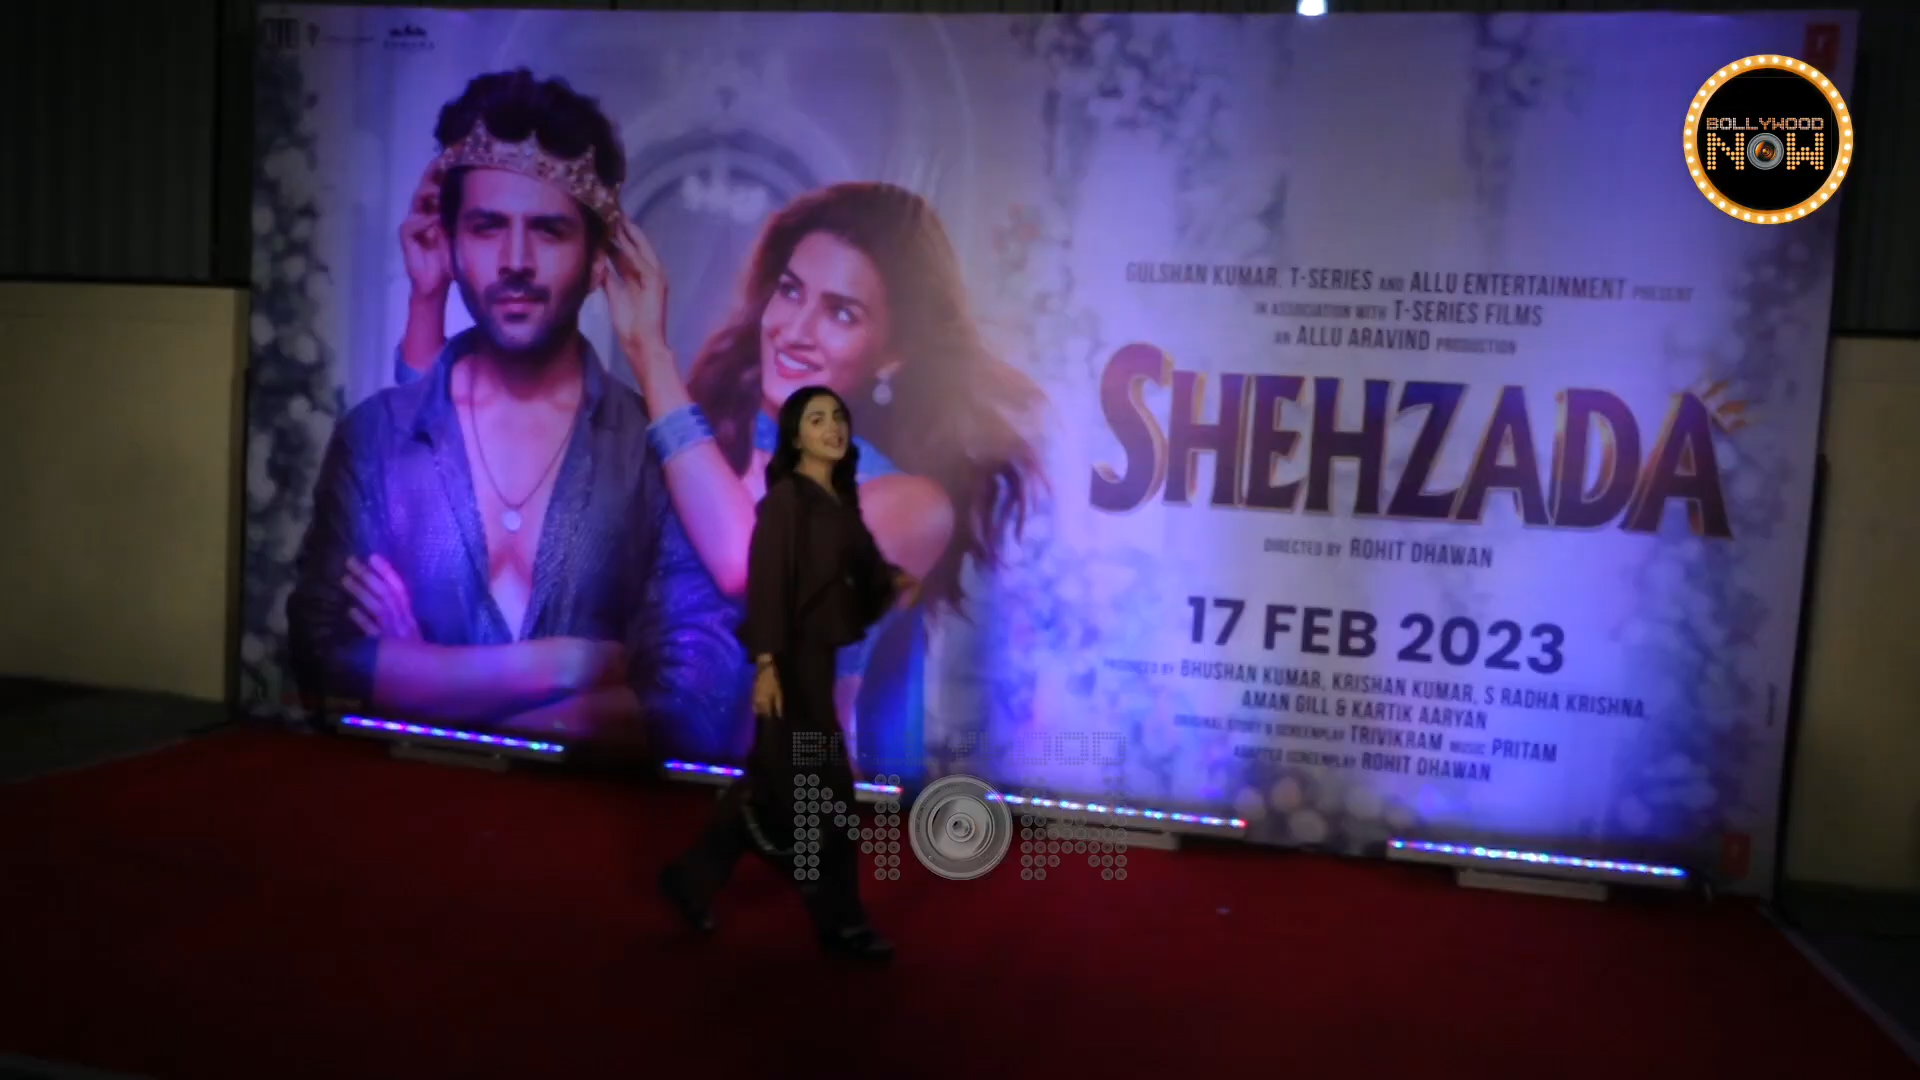 BOLLYWOOD
NOW
GULSHAN KUMAR, T-SERIES AND ALLU ENTERTAINMENT PRESENT
IN ASSOCIATION WITH T-SERIES FILMS
AN ALLU ARAVIND PRODUCTION
SHEHZADA
DIRECTED BY ROHIT DHAWAN
17 FEB 2023
PRODUCED BY BHUSHAN KUMAR, KRISHAN KUMAR, S RADHA KRISHNA,
AMAN GILL & KARTIK AARYAN
ORIGINAL STORY & SCREENPLAY TRIVIKRAM MUSIC PRITAM
ADAPTED SCREENPLAY ROHIT DHAWAN
BOLLYWOOD
NOW